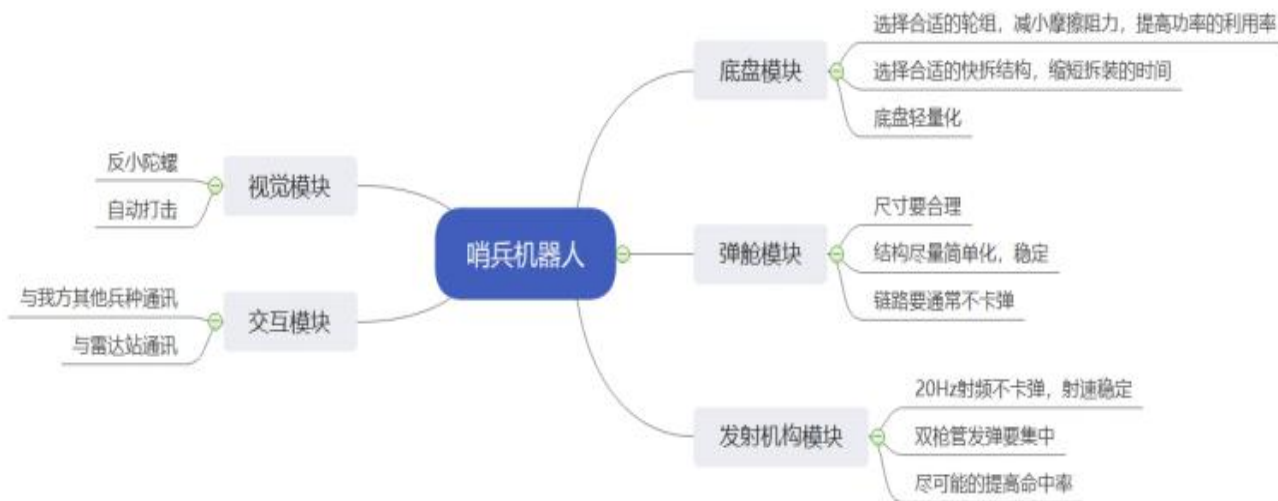 哨兵机器人
底盘模块
选择合适的轮组，减小摩擦阻力，提高功率的利用率
选择合适的快拆结构，缩短拆装的时间
底盘轻量化
弹舱模块
尺寸要合理
结构尽量简单化，稳定
链路要通常不卡弹
发射机构模块
20Hz射频不卡弹，射速稳定
双枪管发弹要集中
尽可能的提高命中率
视觉模块
反小陀螺
自动打击
交互模块
与我方其他兵种通讯
与雷达站通讯